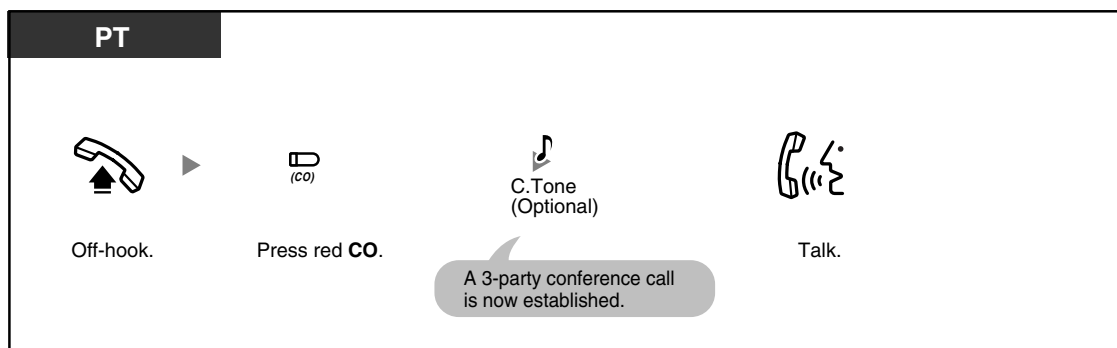 PT
(CO)
C.Tone
(Optional)
Off-hook.
Press red CO.
Talk.
A 3-party conference call
is now established.